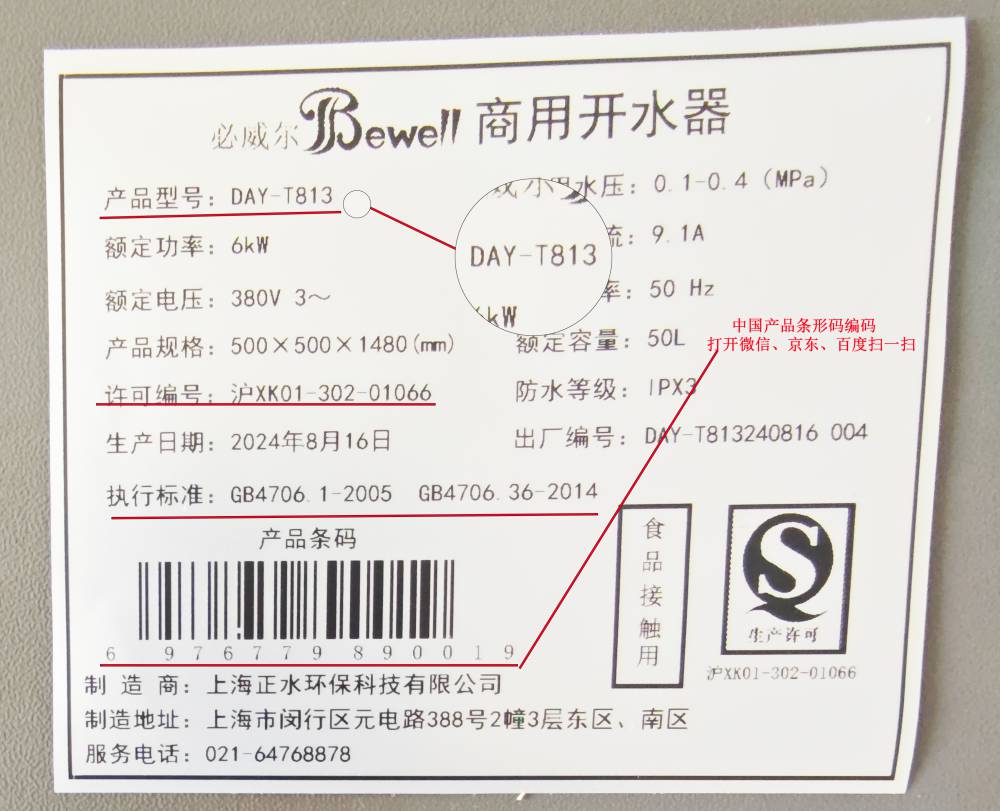 必威尔 Bewell 商用开水器
产品型号: DAY-T813
水压: 0.1-0.4 (MPa)
DAY-T813
额定功率: 6kW
流: 9.1A
kW
额定电压: 380V 3～
率: 50 Hz
产品规格: 500×500×1480(mm)
额定容量: 50L
中国产品条形码编码
打开微信、京东、百度扫一扫
许可编号: 沪XK01-302-01066
防水等级: IPX3
生产日期: 2024年8月16日
出厂编号: DAY-T813240816 004
执行标准: GB4706.1-2005 GB4706.36-2014
产品条码
6 976779 890019
食品接触用
生产许可
沪XK01-302-01066
制造商: 上海正水环保科技有限公司
制造地址: 上海市闵行区元电路388号2幢3层东区、南区
服务电话: 021-64768878